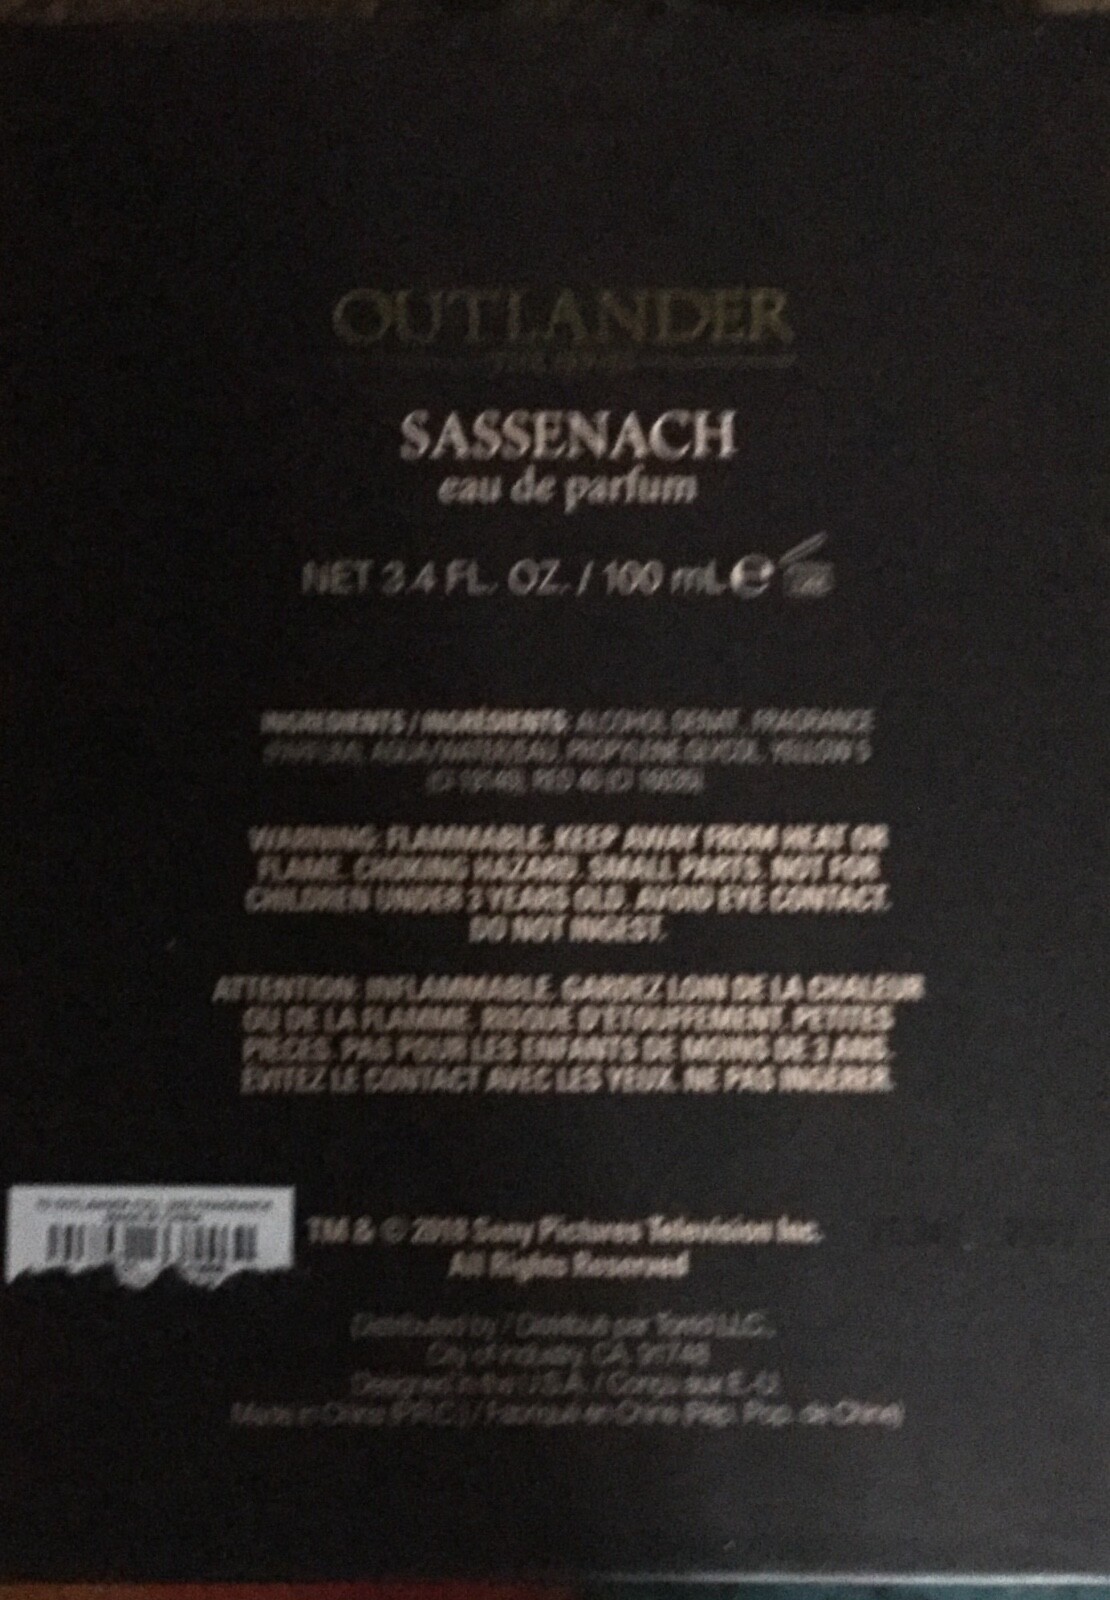 OUTLANDER
SASSENACH
eau de parfum
NET 3.4 FL. OZ. / 100 mL ℮
INGREDIENTS / INGRÉDIENTS: ALCOHOL DENAT., FRAGRANCE
(PARFUM), AQUA/WATER/EAU, PROPYLENE GLYCOL, YELLOW 5
(CI 19140), RED 40 (CI 16035)
WARNING: FLAMMABLE. KEEP AWAY FROM HEAT OR
FLAME. CHOKING HAZARD. SMALL PARTS. NOT FOR
CHILDREN UNDER 3 YEARS OLD. AVOID EYE CONTACT.
DO NOT INGEST.
ATTENTION: INFLAMMABLE. GARDEZ LOIN DE LA CHALEUR
OU DE LA FLAMME. RISQUE D'ÉTOUFFEMENT. PETITES
PIÈCES. PAS POUR LES ENFANTS DE MOINS DE 3 ANS.
ÉVITEZ LE CONTACT AVEC LES YEUX. NE PAS INGÉRER.
TM & © 2018 Sony Pictures Television Inc.
All Rights Reserved
Distributed by / Distribué par Torrid LLC.,
City of Industry, CA 91748
Designed in the U.S.A. / Conçu aux É.-U.
Made in China (P.R.C.) / Fabriqué en Chine (Rép. Pop. de Chine)